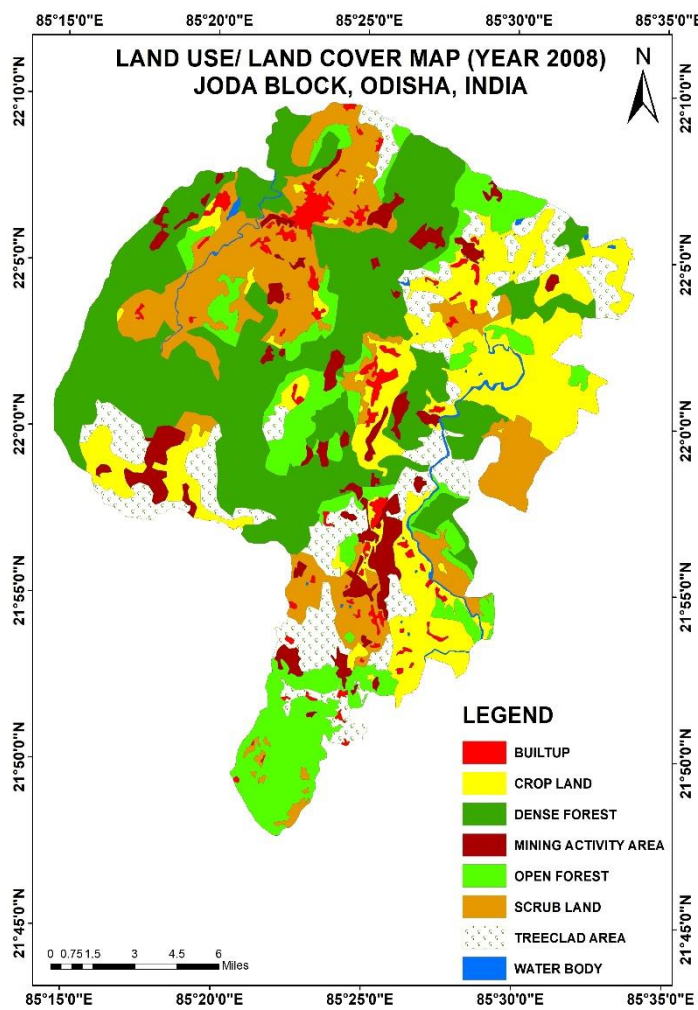 85°15'0"E 85°20'0"E 85°25'0"E 85°30'0"E 85°35'0"E
LAND USE/ LAND COVER MAP (YEAR 2008)
JODA BLOCK, ODISHA, INDIA
N
22°10'0"N 22°10'0"N
22°5'0"N 22°5'0"N
22°0'0"N 22°0'0"N
21°55'0"N 21°55'0"N
21°50'0"N 21°50'0"N
21°45'0"N 21°45'0"N
LEGEND
BUILTUP
CROP LAND
DENSE FOREST
MINING ACTIVITY AREA
OPEN FOREST
SCRUB LAND
TREECLAD AREA
WATER BODY
0 0.75 1.5 3 4.5 6
Miles
85°15'0"E 85°20'0"E 85°25'0"E 85°30'0"E 85°35'0"E